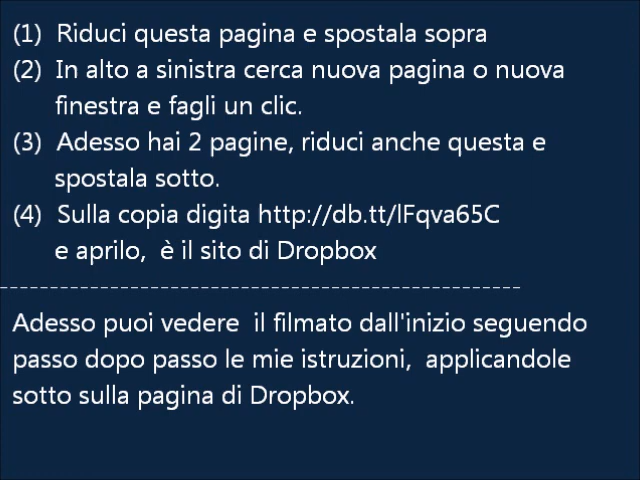 (1) Riduci questa pagina e spostala sopra
(2) In alto a sinistra cerca nuova pagina o nuova
finestra e fagli un clic.
(3) Adesso hai 2 pagine, riduci anche questa e
spostala sotto.
(4) Sulla copia digita http://db.tt/lFqva65C
e aprilo, è il sito di Dropbox
----------------------------------------------------
Adesso puoi vedere il filmato dall'inizio seguendo
passo dopo passo le mie istruzioni, applicandole
sotto sulla pagina di Dropbox.